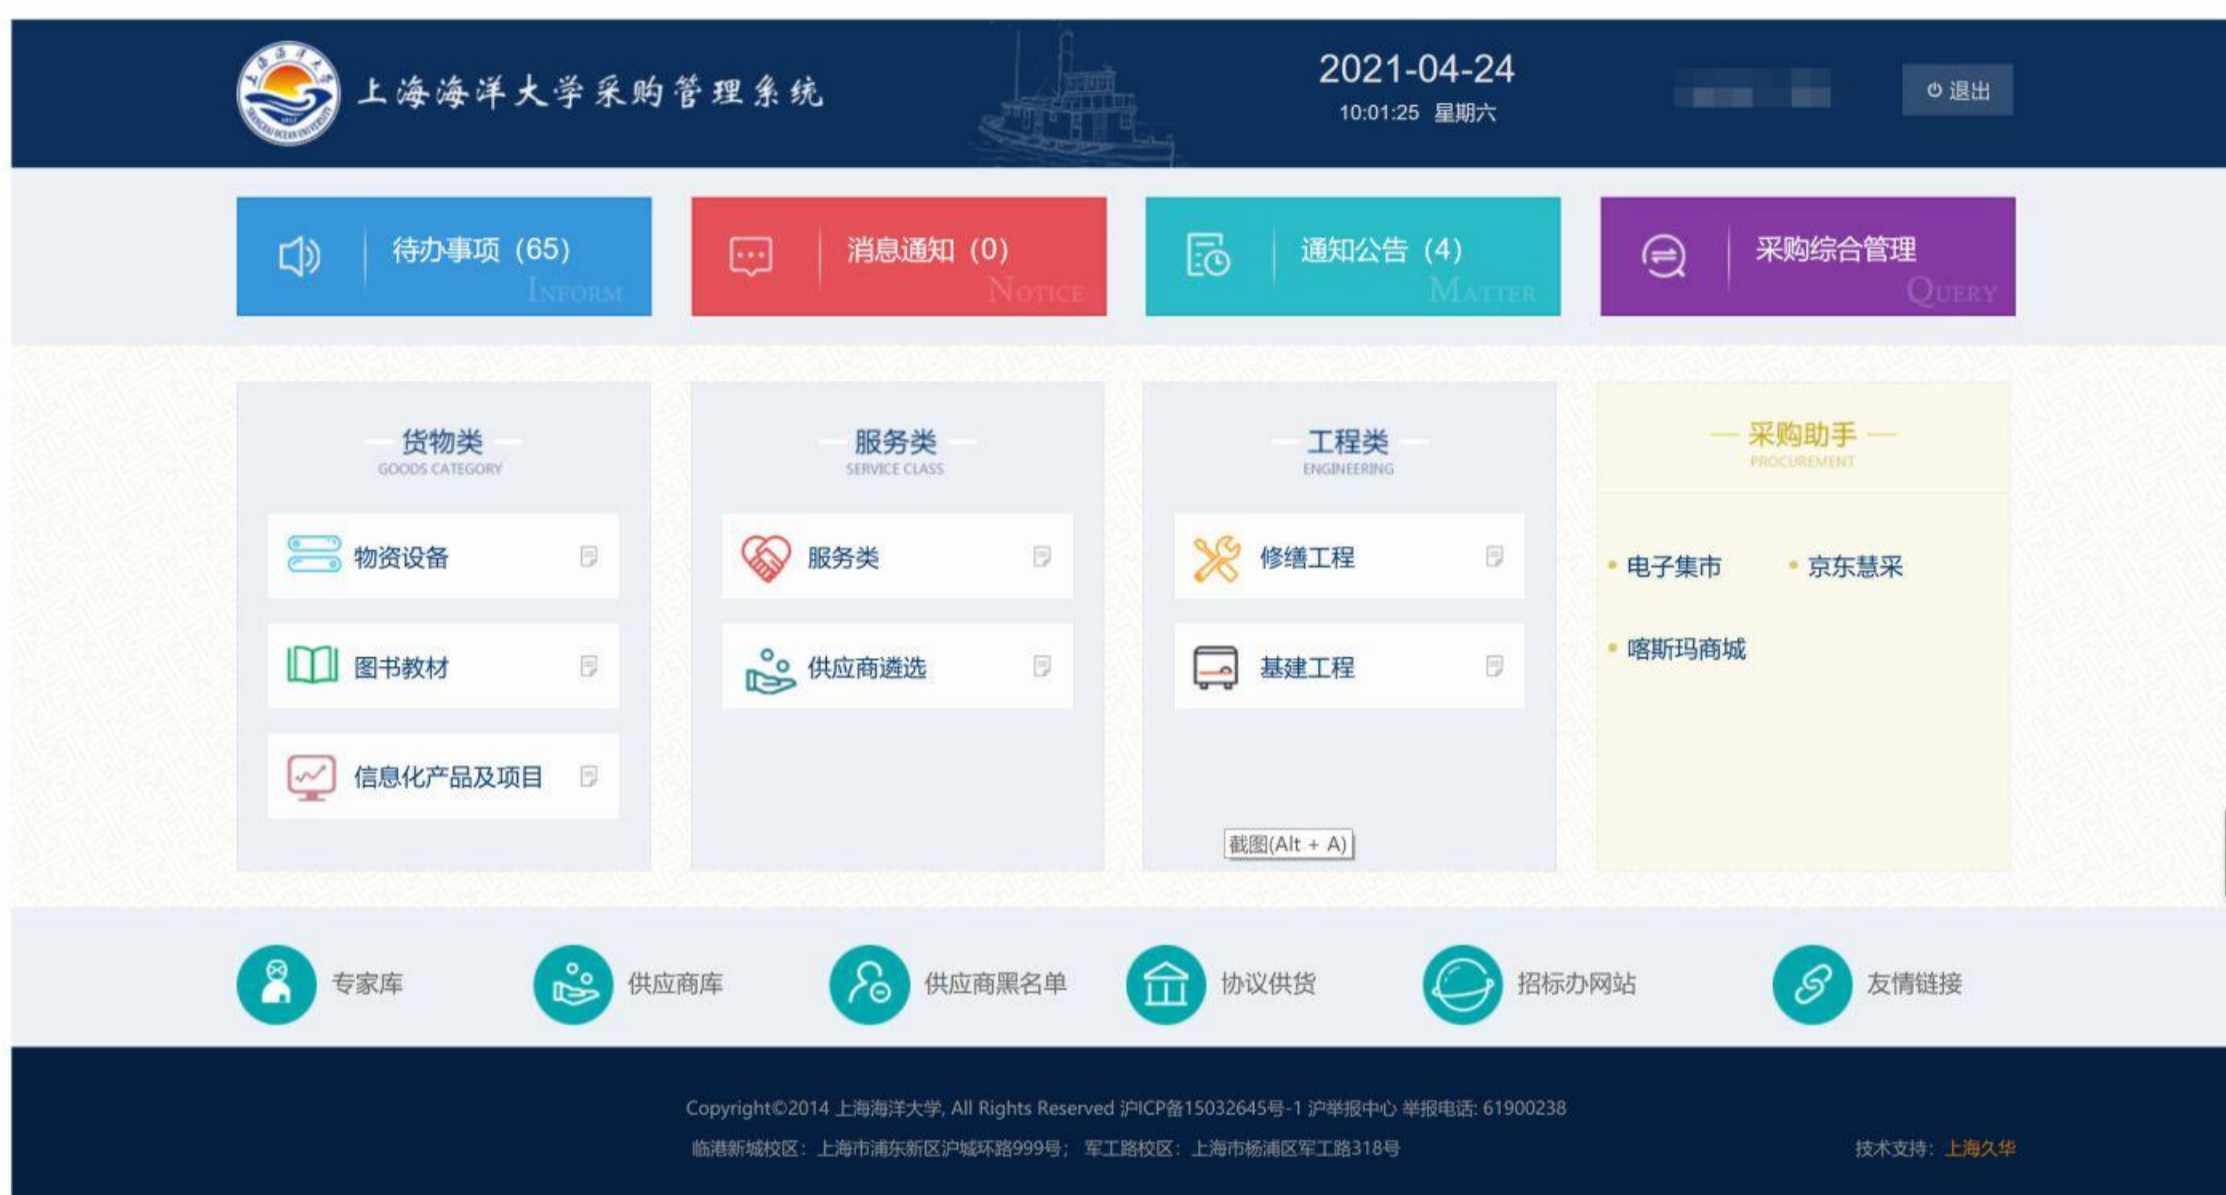 上海海洋大学采购管理系统
2021-04-24
10:01:25 星期六
退出
待办事项（65）
INFORM
消息通知（0）
NOTICE
通知公告（4）
MATTER
采购综合管理
QUERY
货物类
GOODS CATEGORY
物资设备
图书教材
信息化产品及项目
服务类
SERVICE CLASS
服务类
供应商遴选
工程类
ENGINEERING
修缮工程
基建工程
截图(Alt + A)
采购助手
PROCUREMENT
电子集市 京东慧采
喀斯玛商城
专家库 供应商库 供应商黑名单 协议供货 招标办网站 友情链接
Copyright©2014 上海海洋大学, All Rights Reserved 沪ICP备15032645号-1 沪举报中心 举报电话: 61900238
临港新城校区：上海市浦东新区沪城环路999号； 军工路校区：上海市杨浦区军工路318号
技术支持：上海久华